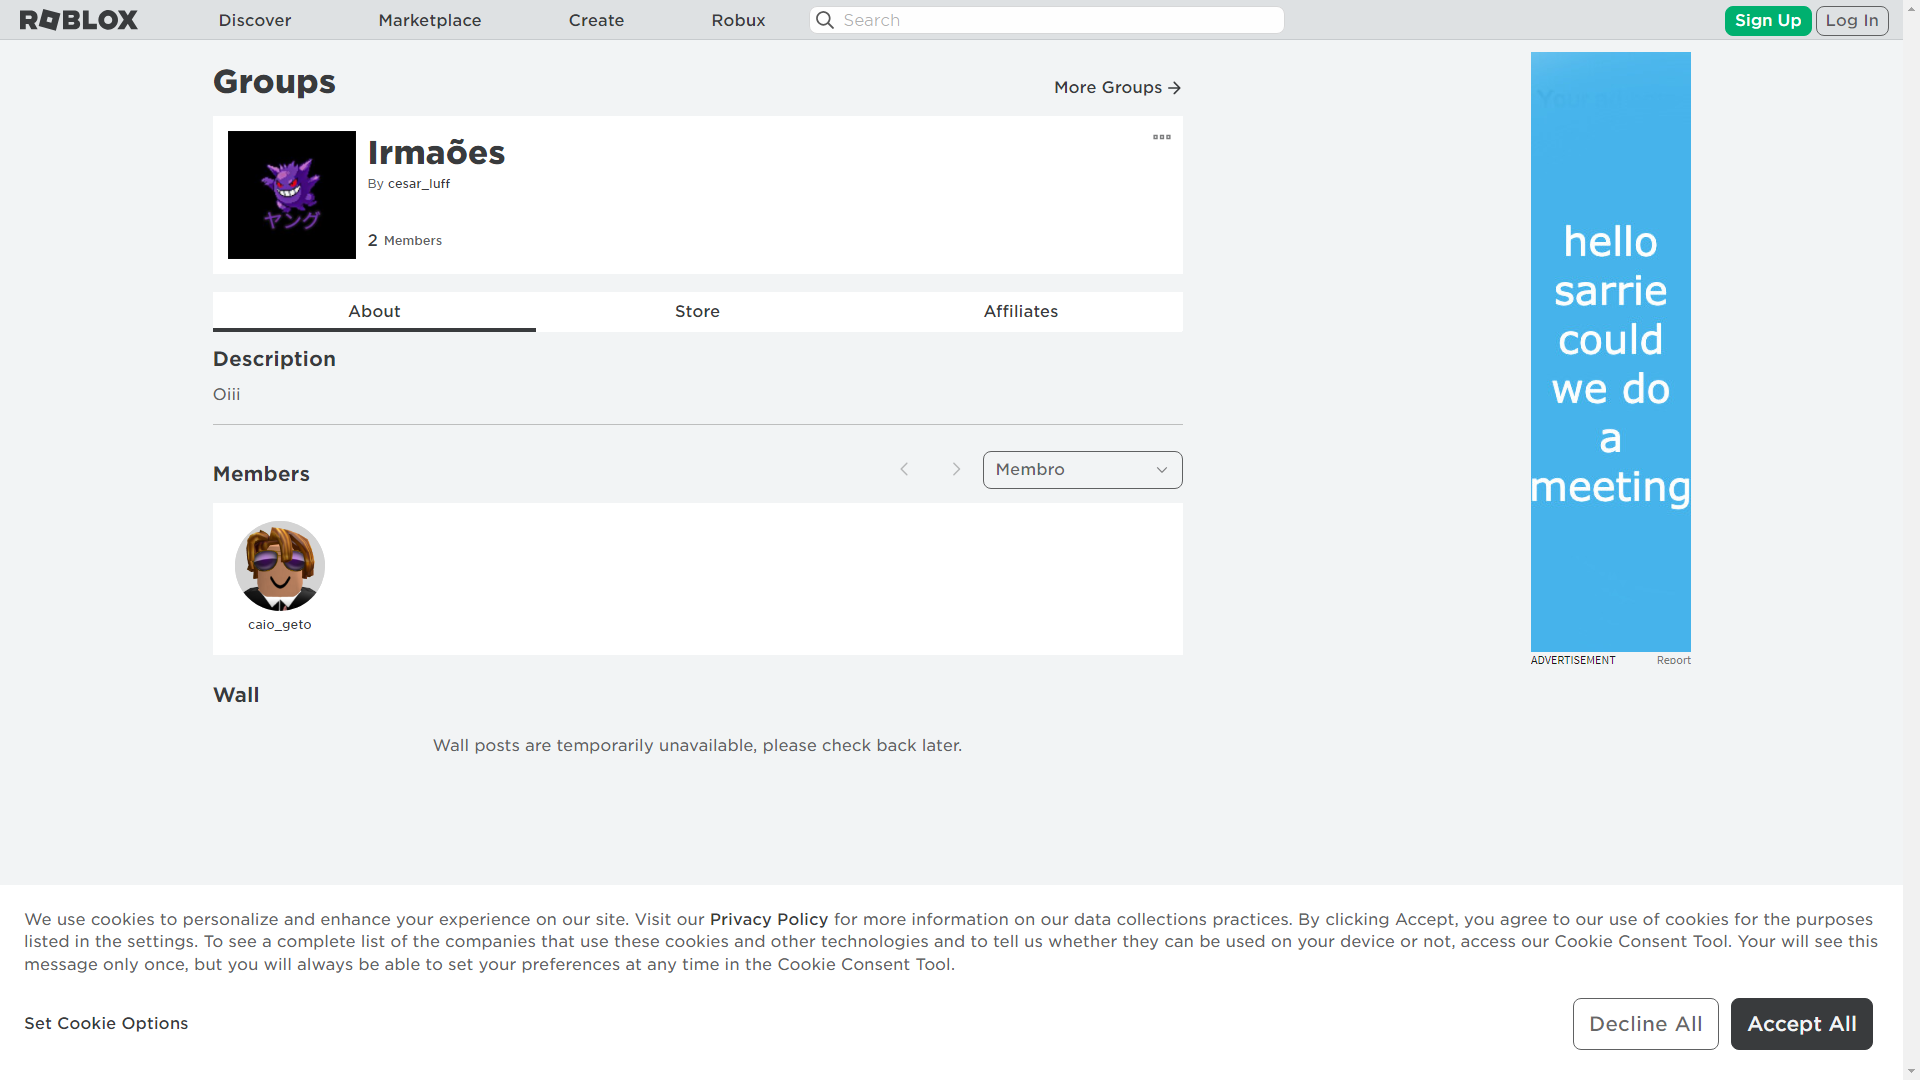 ROBLOX
Discover
Marketplace
Create
Robux
Search
Sign Up
Log In
Groups
More Groups
ヤング
Irmaões
By cesar_luff
2 Members
About
Store
Affiliates
Description
Oiii
Members
Membro
caio_geto
Wall
Wall posts are temporarily unavailable, please check back later.
hello
sarrie
could
we do
a
meeting
ADVERTISEMENT
Report
We use cookies to personalize and enhance your experience on our site. Visit our Privacy Policy for more information on our data collections practices. By clicking Accept, you agree to our use of cookies for the purposes
listed in the settings. To see a complete list of the companies that use these cookies and other technologies and to tell us whether they can be used on your device or not, access our Cookie Consent Tool. Your will see this
message only once, but you will always be able to set your preferences at any time in the Cookie Consent Tool.
Set Cookie Options
Decline All
Accept All